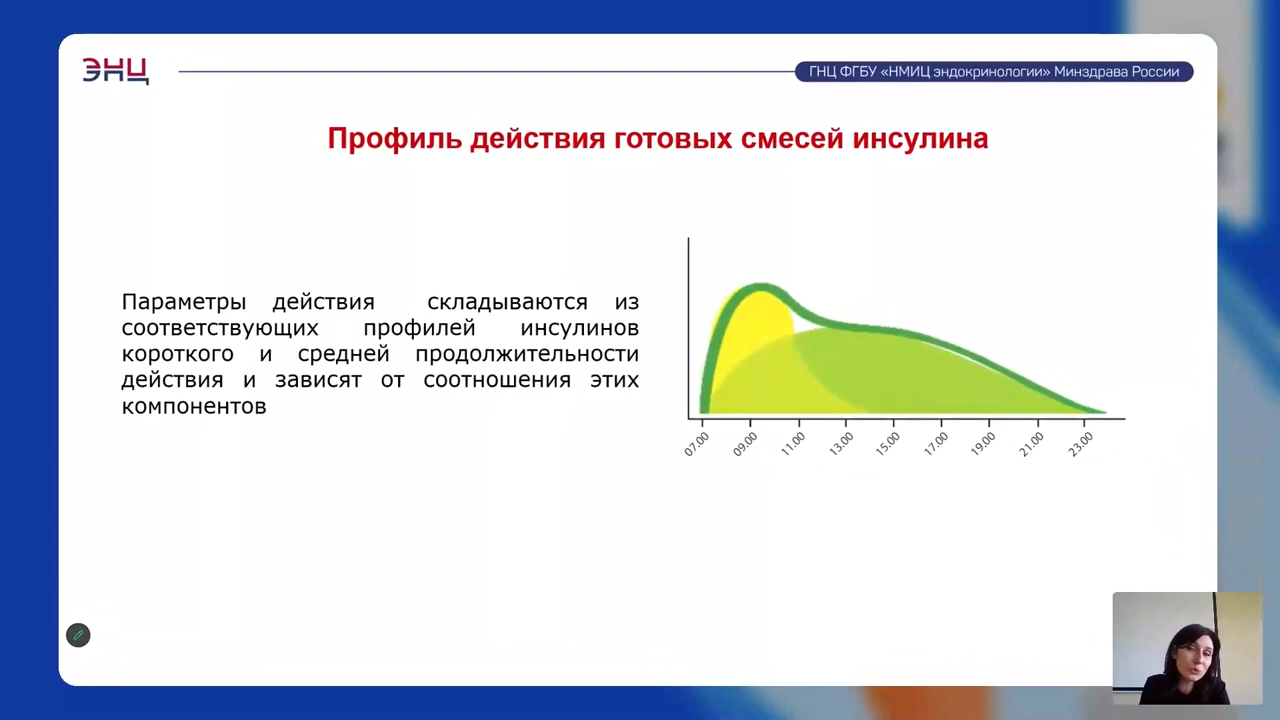 ЭНЦ
ГНЦ ФГБУ «НМИЦ эндокринологии» Минздрава России
Профиль действия готовых смесей инсулина
Параметры действия складываются из
соответствующих профилей инсулинов
короткого и средней продолжительности
действия и зависят от соотношения этих
компонентов
07.00 09.00 11.00 13.00 15.00 17.00 19.00 21.00 23.00